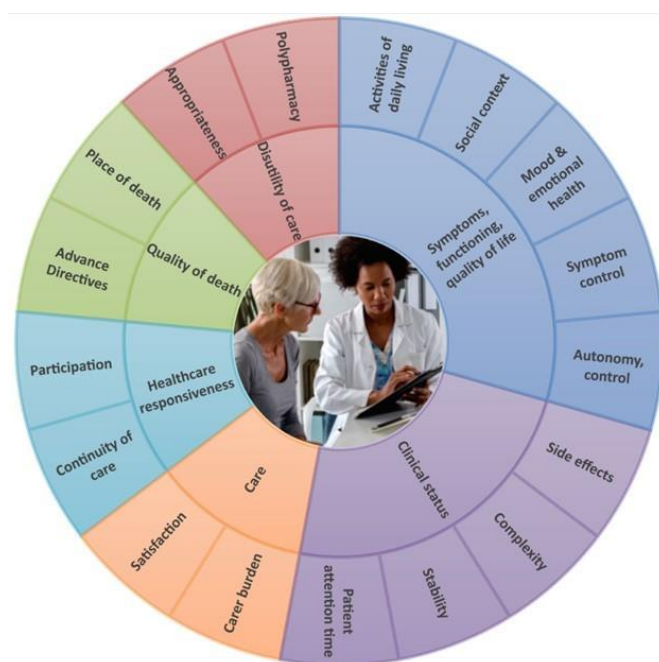 Activities of
daily living
Social context
Mood &
emotional
health
Symptom
control
Autonomy,
control
Symptoms,
functioning,
quality of life
Side effects
Complexity
Stability
Patient
attention time
Clinical status
Carer burden
Satisfaction
Care
Continuity of
care
Participation
Healthcare
responsiveness
Advance
Directives
Place of death
Quality of death
Appropriateness
Polypharmacy
Disutility of care